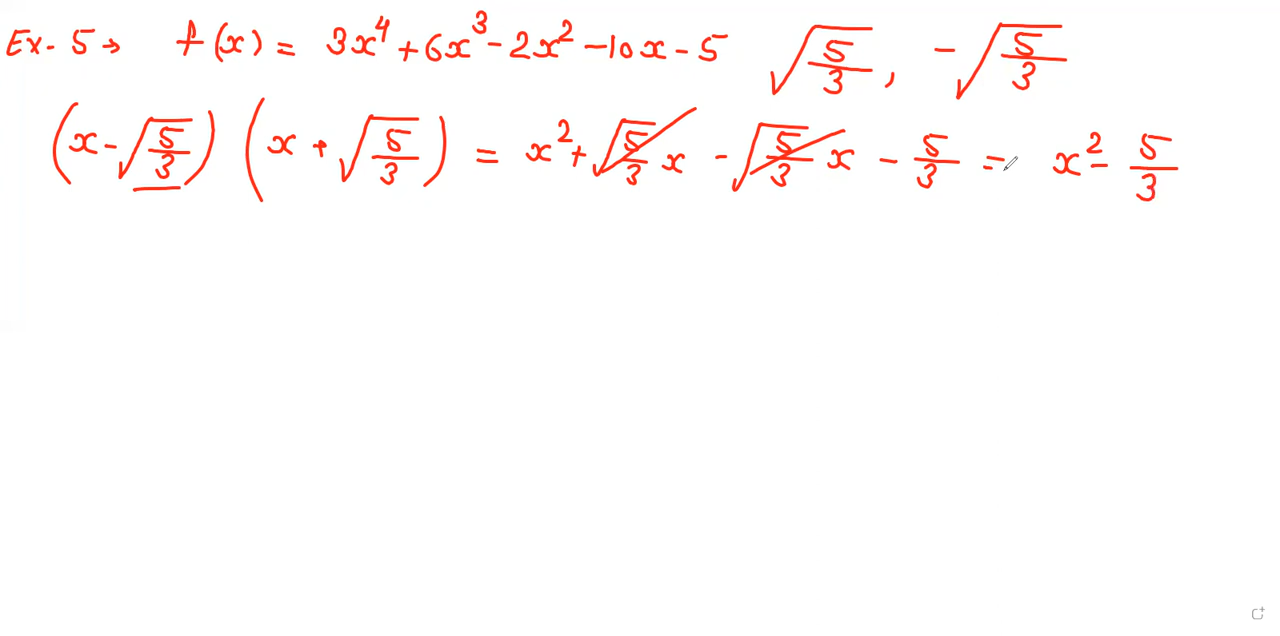 Ex. 5 → f(x) = 3x⁴ + 6x³ - 2x² - 10x - 5 √(5/3), -√(5/3)
(x - √(5/3)) (x + √(5/3)) = x² + √(5/3) x - √(5/3) x - 5/3 = x² - 5/3